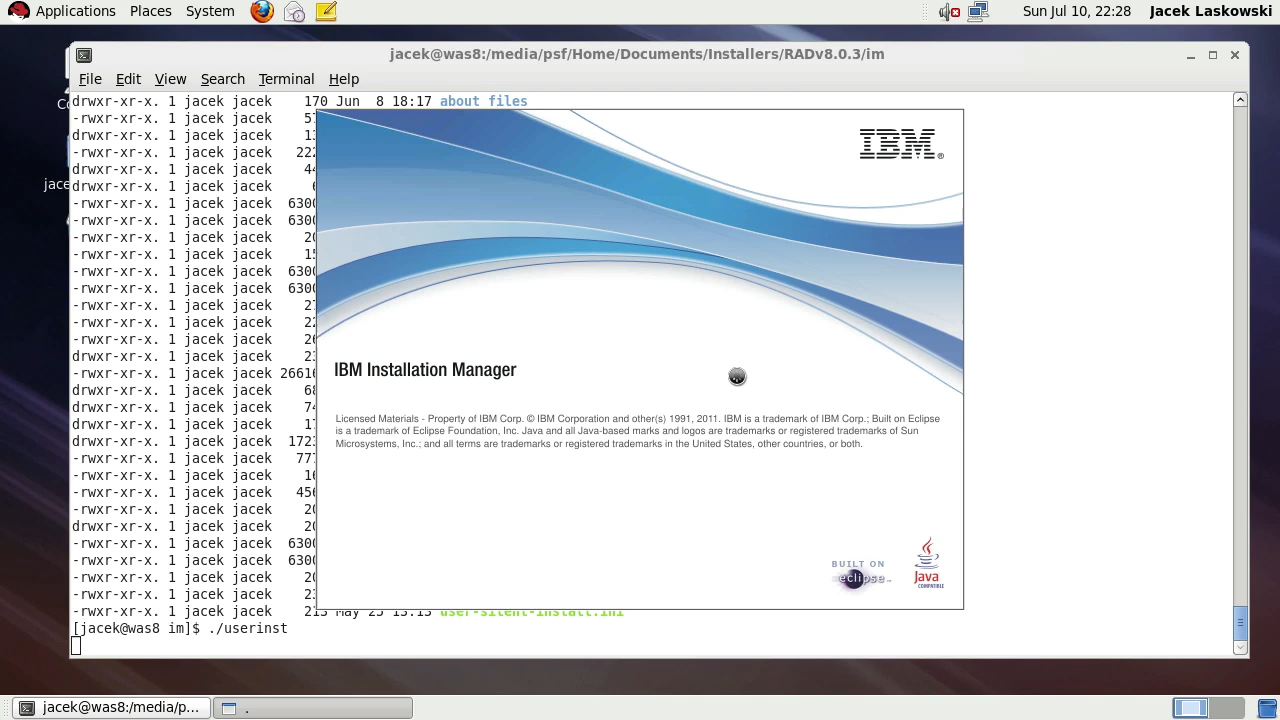 Applications Places System Sun Jul 10, 22:28 Jacek Laskowski
jacek@was8:/media/psf/Home/Documents/Installers/RADv8.0.3/im
File Edit View Search Terminal Help
drwxr-xr-x. 1 jacek jacek 170 Jun 8 18:17 about files
-rwxr-xr-x. 1 jacek jacek
drwxr-xr-x. 1 jacek jacek
-rwxr-xr-x. 1 jacek jacek
drwxr-xr-x. 1 jacek jacek
drwxr-xr-x. 1 jacek jacek
-rwxr-xr-x. 1 jacek jacek
-rwxr-xr-x. 1 jacek jacek
-rwxr-xr-x. 1 jacek jacek
-rwxr-xr-x. 1 jacek jacek
-rwxr-xr-x. 1 jacek jacek
-rwxr-xr-x. 1 jacek jacek
-rwxr-xr-x. 1 jacek jacek
-rwxr-xr-x. 1 jacek jacek
-rwxr-xr-x. 1 jacek jacek
drwxr-xr-x. 1 jacek jacek
-rwxr-xr-x. 1 jacek jacek
drwxr-xr-x. 1 jacek jacek
drwxr-xr-x. 1 jacek jacek
drwxr-xr-x. 1 jacek jacek
-rwxr-xr-x. 1 jacek jacek
-rwxr-xr-x. 1 jacek jacek
-rwxr-xr-x. 1 jacek jacek
-rwxr-xr-x. 1 jacek jacek
-rwxr-xr-x. 1 jacek jacek
drwxr-xr-x. 1 jacek jacek
-rwxr-xr-x. 1 jacek jacek
-rwxr-xr-x. 1 jacek jacek
-rwxr-xr-x. 1 jacek jacek
-rwxr-xr-x. 1 jacek jacek
-rwxr-xr-x. 1 jacek jacek 213 May 25 13:13 user-silent-install.ini
[jacek@was8 im]$ ./userinst
IBM®
IBM Installation Manager
Licensed Materials - Property of IBM Corp. © IBM Corporation and other(s) 1991, 2011. IBM is a trademark of IBM Corp.; Built on Eclipse
is a trademark of Eclipse Foundation, Inc. Java and all Java-based marks and logos are trademarks or registered trademarks of Sun
Microsystems, Inc.; and all terms are trademarks or registered trademarks in the United States, other countries, or both.
BUILT ON
eclipse™
Java
COMPATIBLE
jacek@was8:/media/p... .